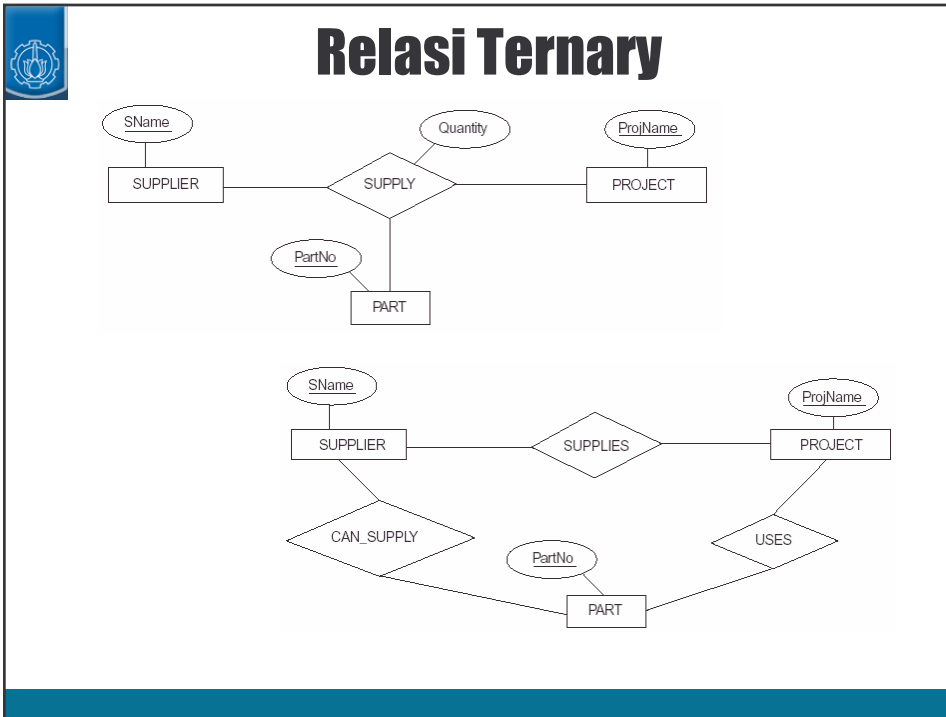 Relasi Ternary
SName
Quantity
ProjName
SUPPLIER
SUPPLY
PROJECT
PartNo
PART
SName
ProjName
SUPPLIER
SUPPLIES
PROJECT
CAN_SUPPLY
USES
PartNo
PART